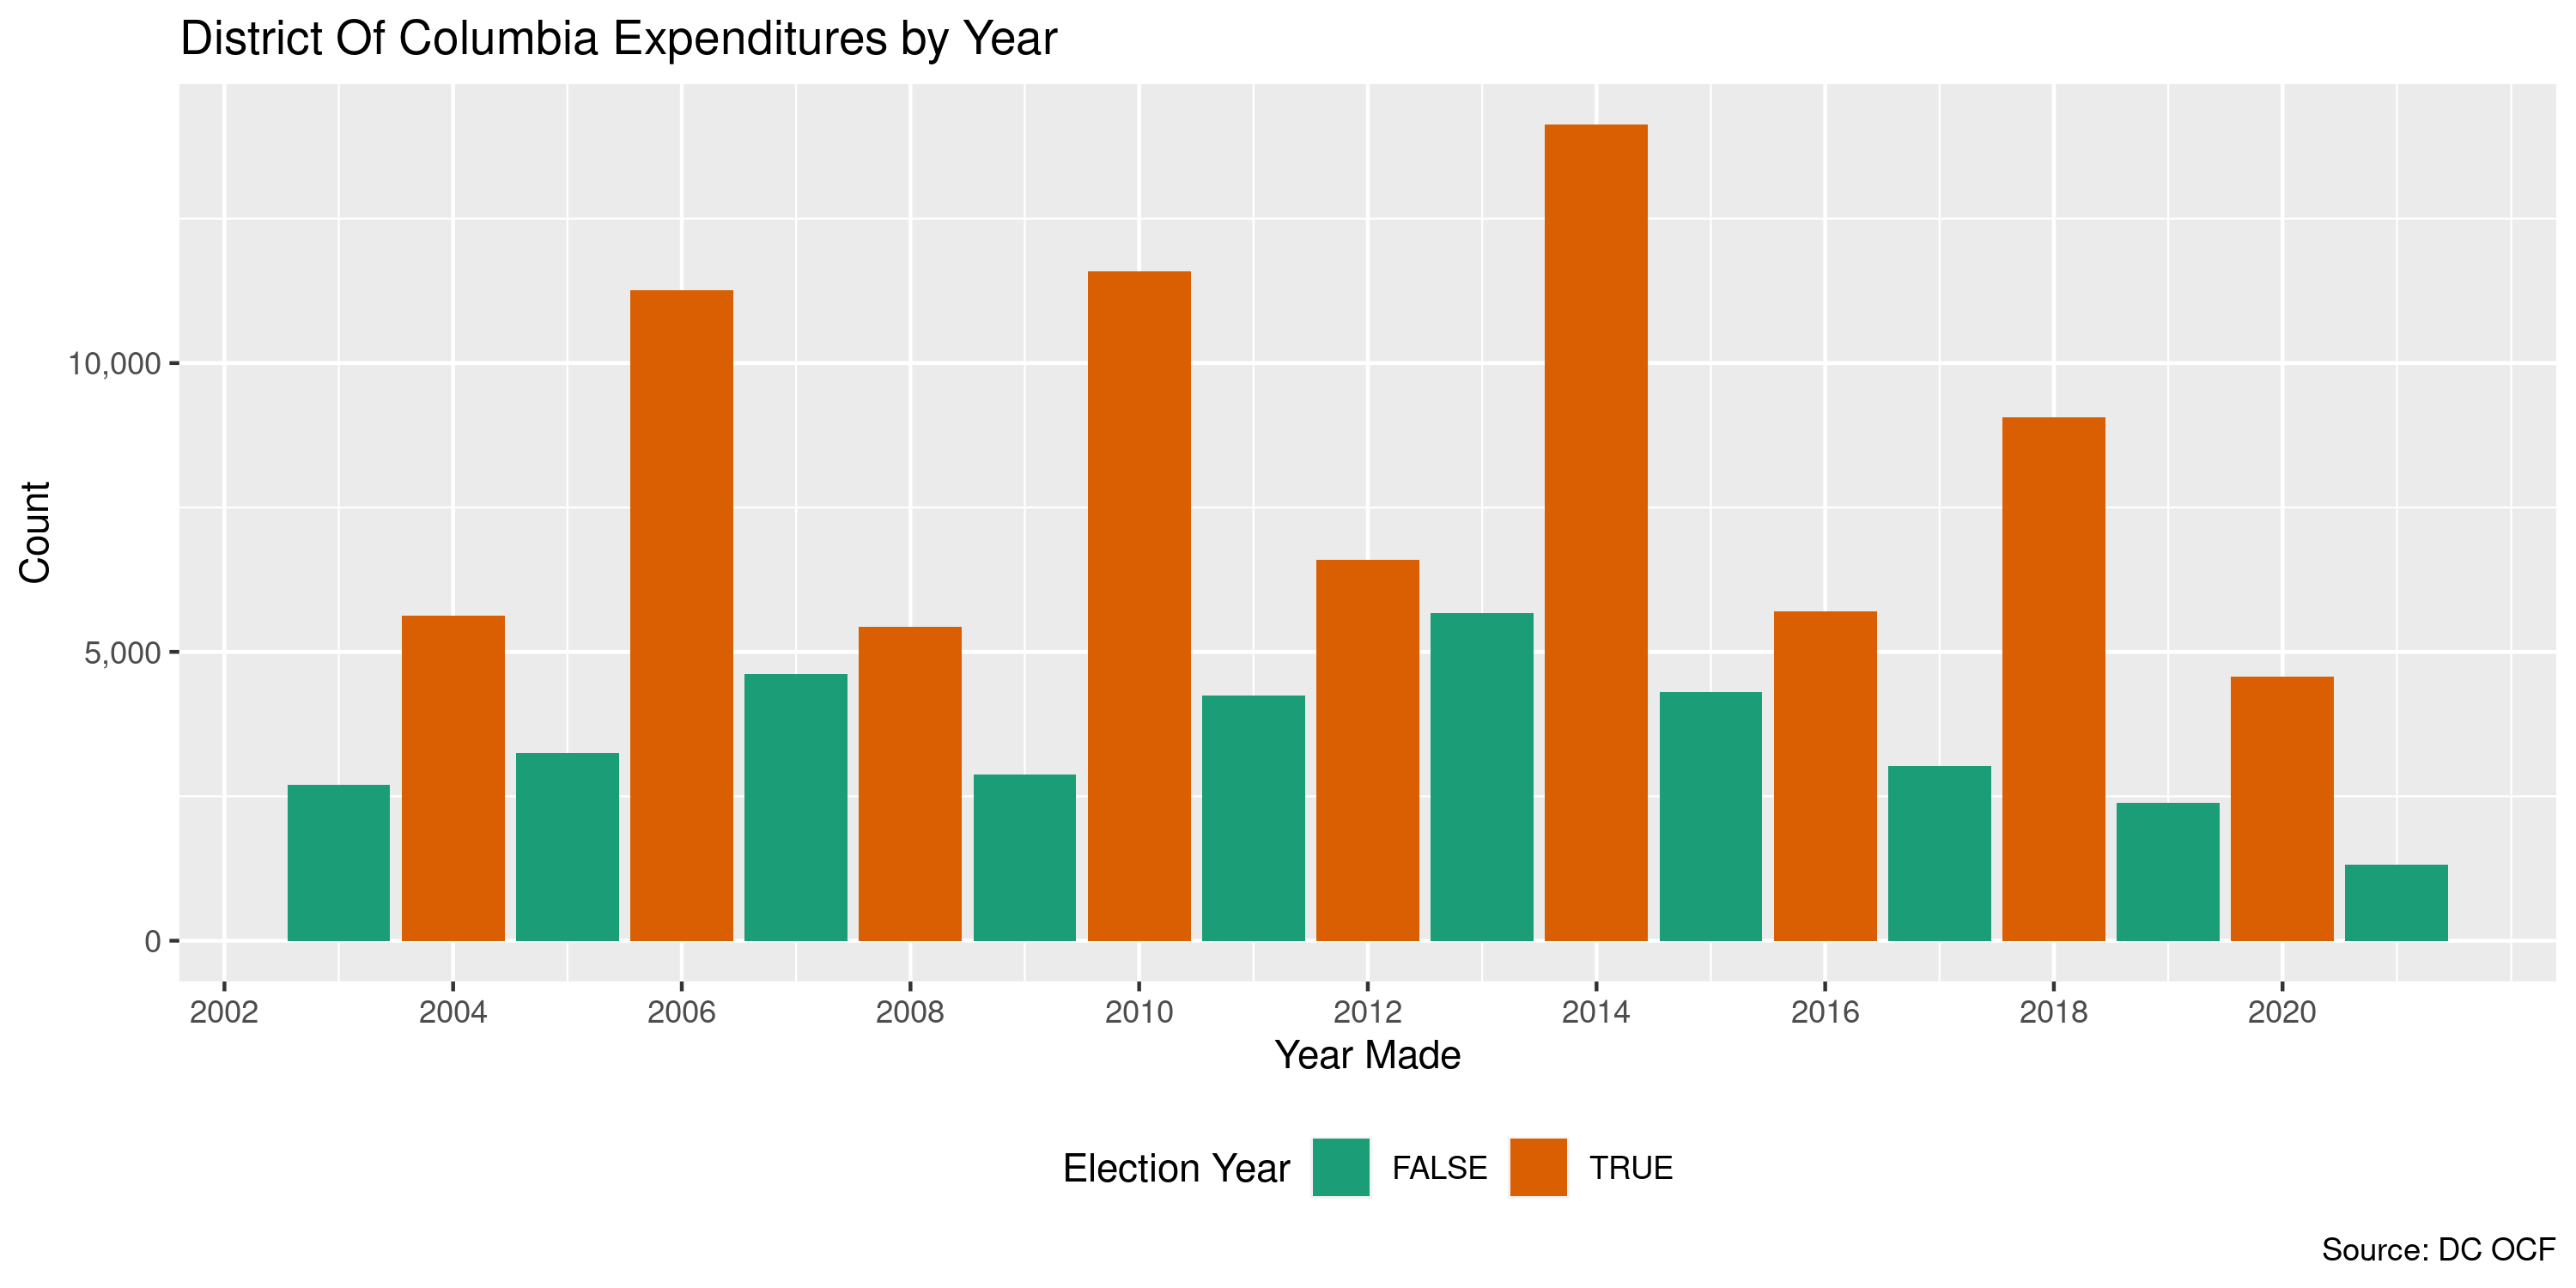 District Of Columbia Expenditures by Year
Count
10,000
5,000
0
2002 2004 2006 2008 2010 2012 2014 2016 2018 2020
Year Made
Election Year FALSE TRUE
Source: DC OCF